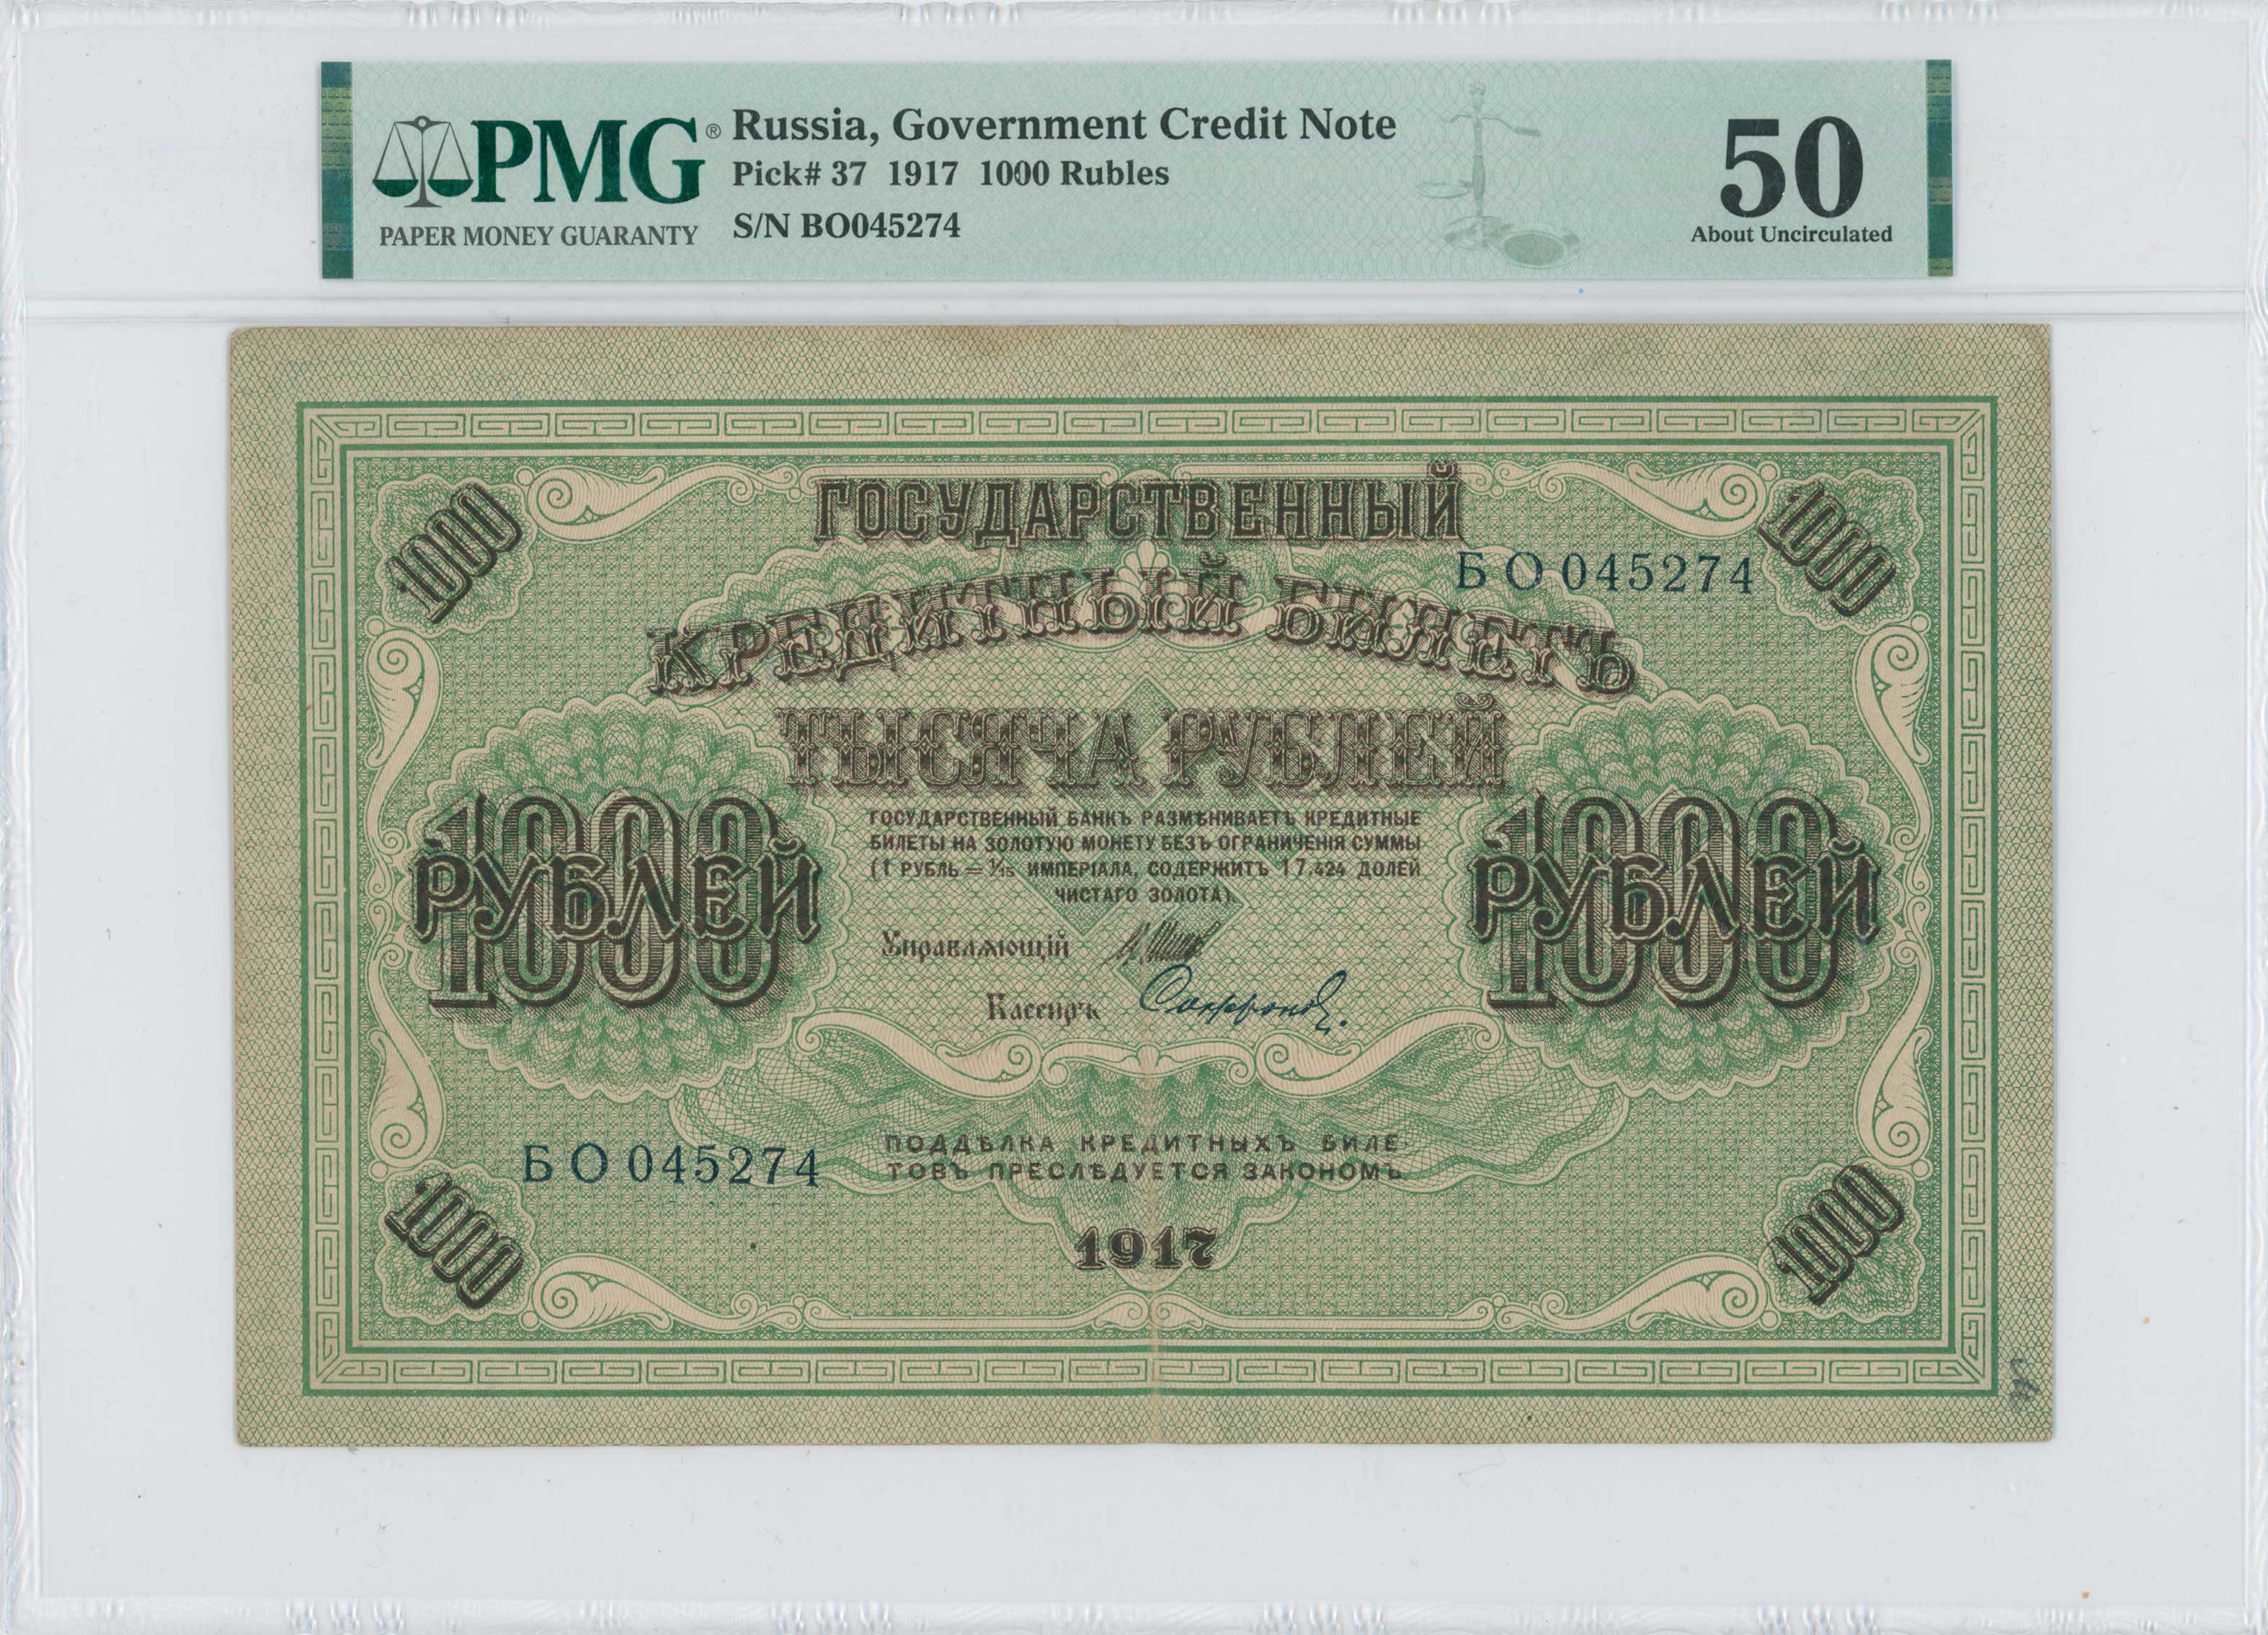 PMG®
PAPER MONEY GUARANTY
Russia, Government Credit Note
Pick# 37 1917 1000 Rubles
S/N BO045274
50
About Uncirculated
1000
ГОСУДАРСТВЕННЫЙ
1000
БО 045274
КРЕДИТНЫЙ БИЛЕТЪ
ТЫСЯЧА РУБЛЕЙ
1000
РУБЛЕЙ
ГОСУДАРСТВЕННЫЙ БАНКЪ РАЗМѢНИВАЕТЪ КРЕДИТНЫЕ
БИЛЕТЫ НА ЗОЛОТУЮ МОНЕТУ БЕЗЪ ОГРАНИЧЕНІЯ СУММЫ
(1 РУБЛЬ = 1/15 ИМПЕРІАЛА, СОДЕРЖИТЪ 17,424 ДОЛЕЙ
ЧИСТАГО ЗОЛОТА).
1000
РУБЛЕЙ
Управляющій
Кассиръ
БО 045274
ПОДДѢЛКА КРЕДИТНЫХЪ БИЛЕ-
ТОВЪ ПРЕСЛѢДУЕТСЯ ЗАКОНОМЪ
1000
1917
1000